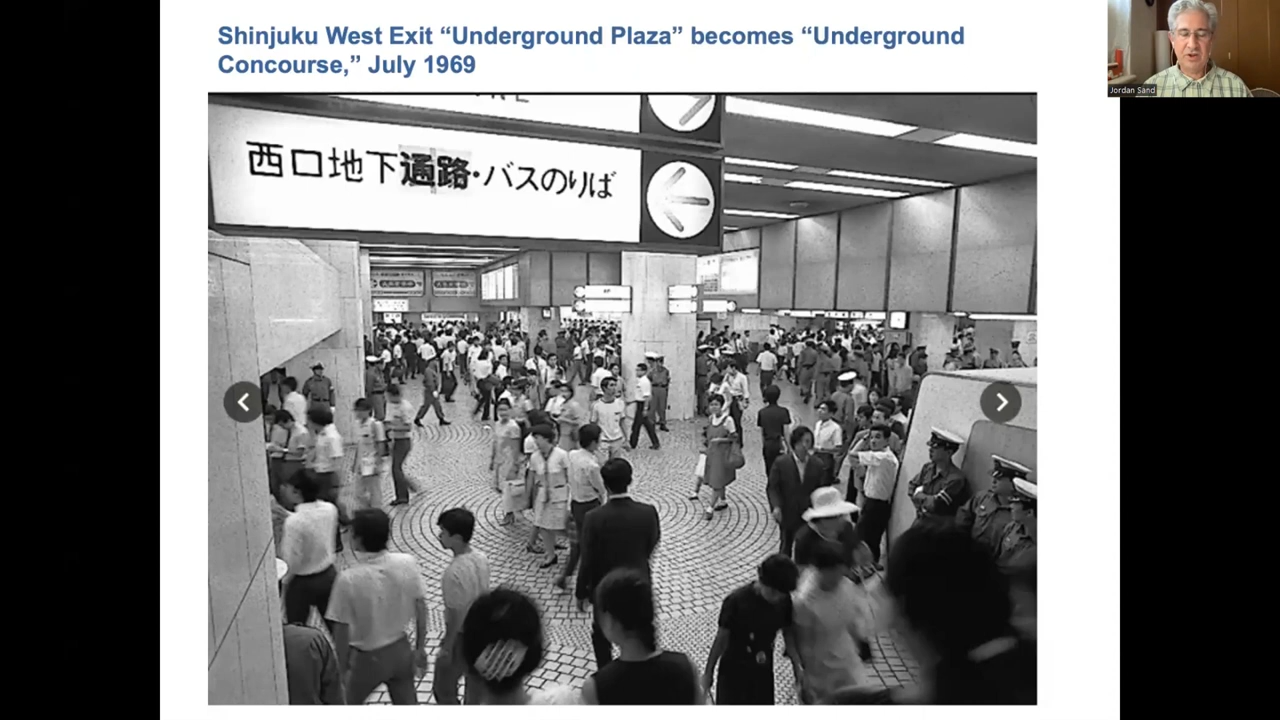 Shinjuku West Exit “Underground Plaza” becomes “Underground
Concourse,” July 1969
Jordan Sand
西口地下通路・バスのりば